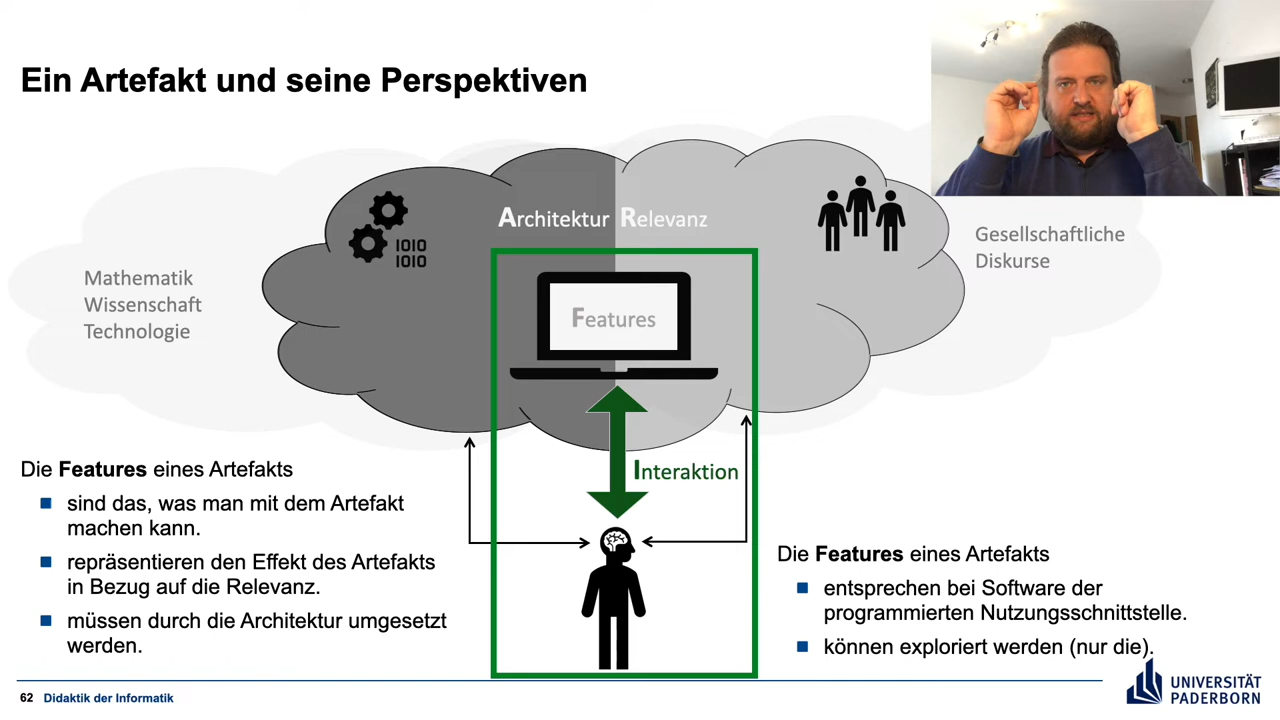 Ein Artefakt und seine Perspektiven
Architektur Relevanz
IOIO
IOIO
Gesellschaftliche
Diskurse
Mathematik
Wissenschaft
Technologie
Features
Interaktion
Die Features eines Artefakts
sind das, was man mit dem Artefakt
machen kann.
repräsentieren den Effekt des Artefakts
in Bezug auf die Relevanz.
müssen durch die Architektur umgesetzt
werden.
Die Features eines Artefakts
entsprechen bei Software der
programmierten Nutzungsschnittstelle.
können exploriert werden (nur die).
62 Didaktik der Informatik
UNIVERSITÄT
PADERBORN